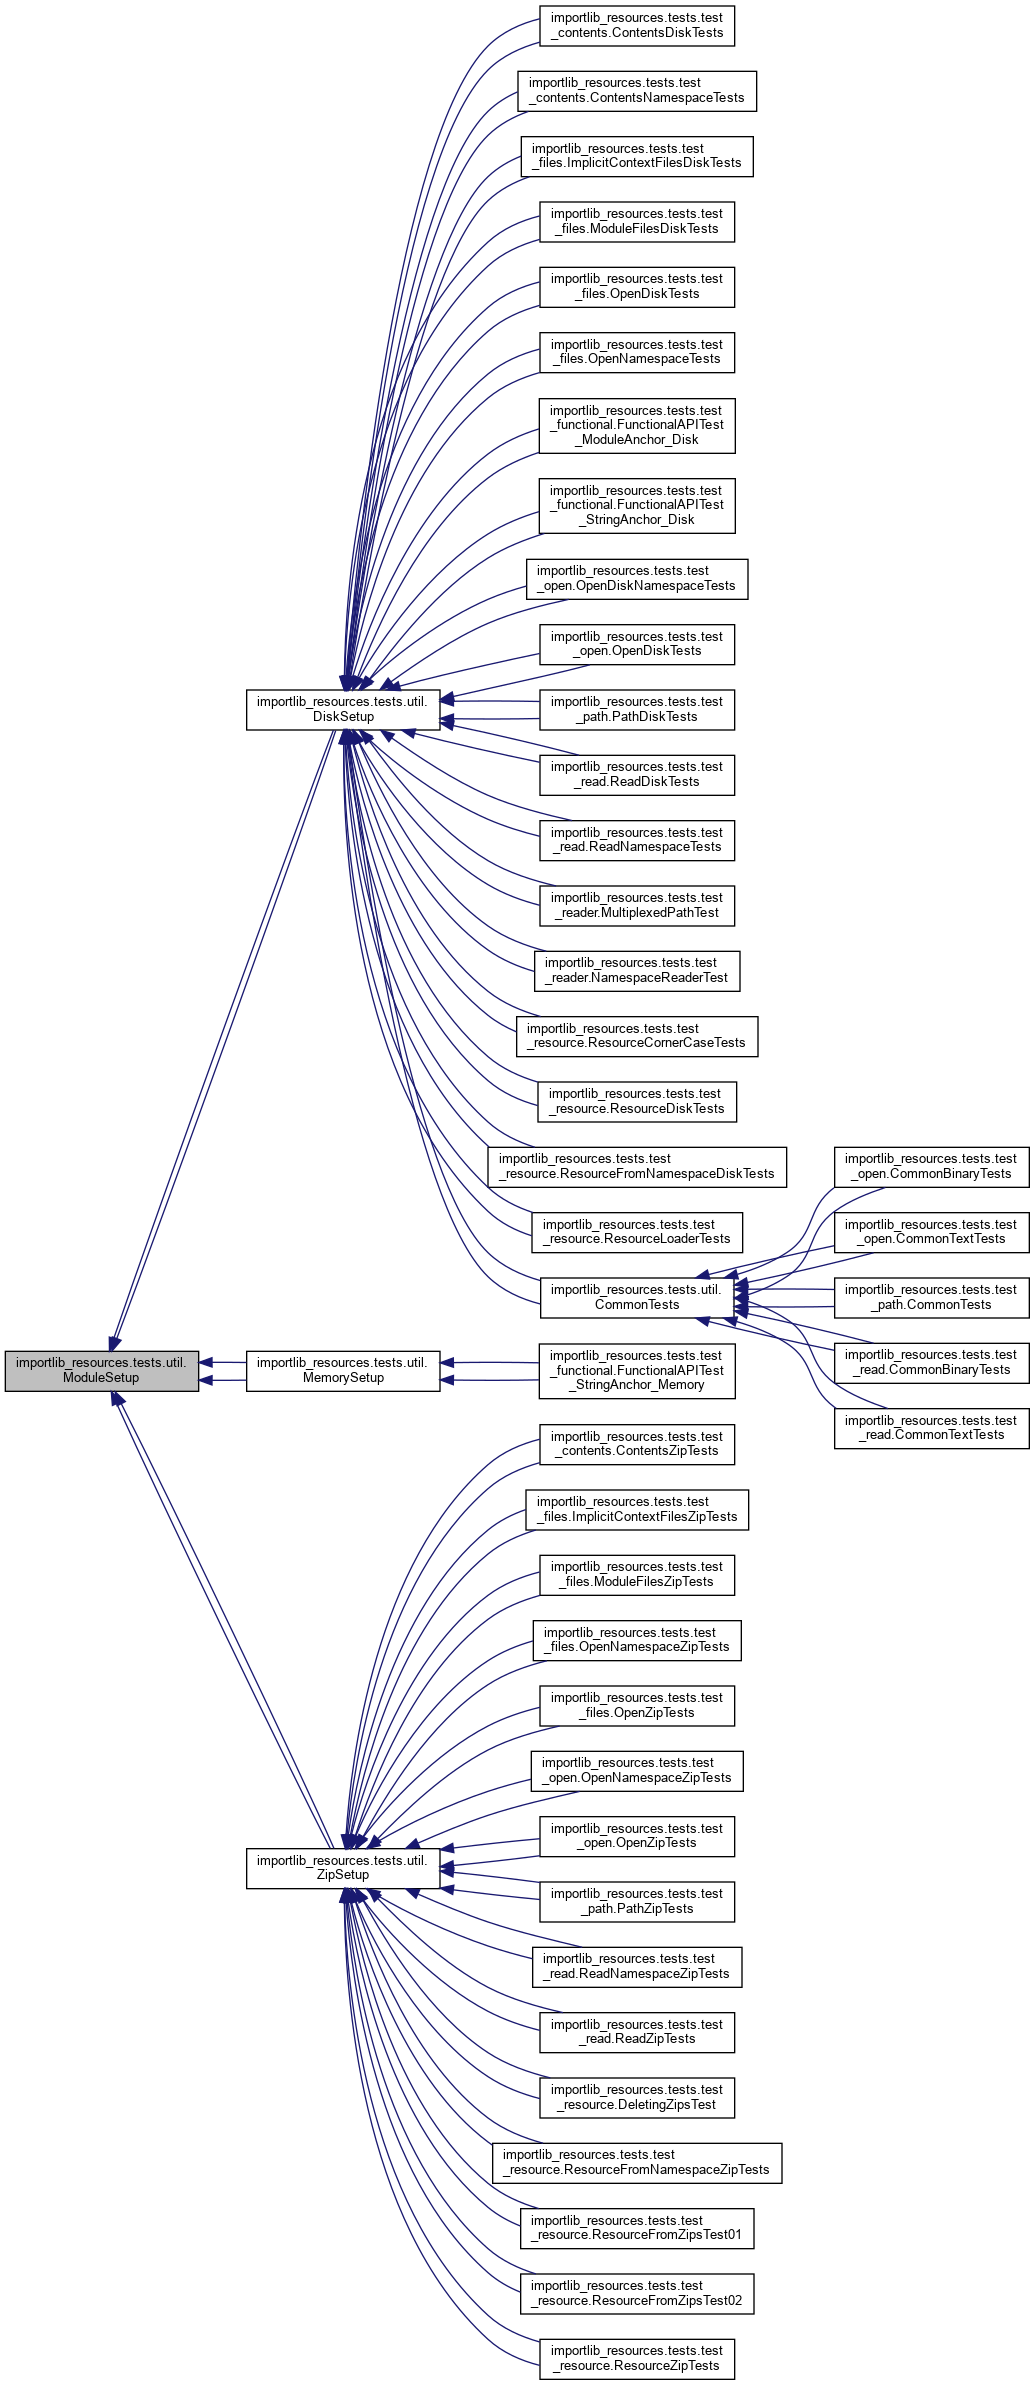 importlib_resources.tests.test
_contents.ContentsDiskTests
importlib_resources.tests.test
_contents.ContentsNamespaceTests
importlib_resources.tests.test
_files.ImplicitContextFilesDiskTests
importlib_resources.tests.test
_files.ModuleFilesDiskTests
importlib_resources.tests.test
_files.OpenDiskTests
importlib_resources.tests.test
_files.OpenNamespaceTests
importlib_resources.tests.test
_functional.FunctionalAPITest
_ModuleAnchor_Disk
importlib_resources.tests.test
_functional.FunctionalAPITest
_StringAnchor_Disk
importlib_resources.tests.test
_open.OpenDiskNamespaceTests
importlib_resources.tests.test
_open.OpenDiskTests
importlib_resources.tests.util.
DiskSetup
importlib_resources.tests.test
_path.PathDiskTests
importlib_resources.tests.test
_read.ReadDiskTests
importlib_resources.tests.test
_read.ReadNamespaceTests
importlib_resources.tests.test
_reader.MultiplexedPathTest
importlib_resources.tests.test
_reader.NamespaceReaderTest
importlib_resources.tests.test
_resource.ResourceCornerCaseTests
importlib_resources.tests.test
_resource.ResourceDiskTests
importlib_resources.tests.test
_resource.ResourceFromNamespaceDiskTests
importlib_resources.tests.test
_open.CommonBinaryTests
importlib_resources.tests.test
_resource.ResourceLoaderTests
importlib_resources.tests.test
_open.CommonTextTests
importlib_resources.tests.util.
CommonTests
importlib_resources.tests.test
_path.CommonTests
importlib_resources.tests.util.
ModuleSetup
importlib_resources.tests.util.
MemorySetup
importlib_resources.tests.test
_functional.FunctionalAPITest
_StringAnchor_Memory
importlib_resources.tests.test
_read.CommonBinaryTests
importlib_resources.tests.test
_read.CommonTextTests
importlib_resources.tests.test
_contents.ContentsZipTests
importlib_resources.tests.test
_files.ImplicitContextFilesZipTests
importlib_resources.tests.test
_files.ModuleFilesZipTests
importlib_resources.tests.test
_files.OpenNamespaceZipTests
importlib_resources.tests.test
_files.OpenZipTests
importlib_resources.tests.test
_open.OpenNamespaceZipTests
importlib_resources.tests.test
_open.OpenZipTests
importlib_resources.tests.util.
ZipSetup
importlib_resources.tests.test
_path.PathZipTests
importlib_resources.tests.test
_read.ReadNamespaceZipTests
importlib_resources.tests.test
_read.ReadZipTests
importlib_resources.tests.test
_resource.DeletingZipsTest
importlib_resources.tests.test
_resource.ResourceFromNamespaceZipTests
importlib_resources.tests.test
_resource.ResourceFromZipsTest01
importlib_resources.tests.test
_resource.ResourceFromZipsTest02
importlib_resources.tests.test
_resource.ResourceZipTests